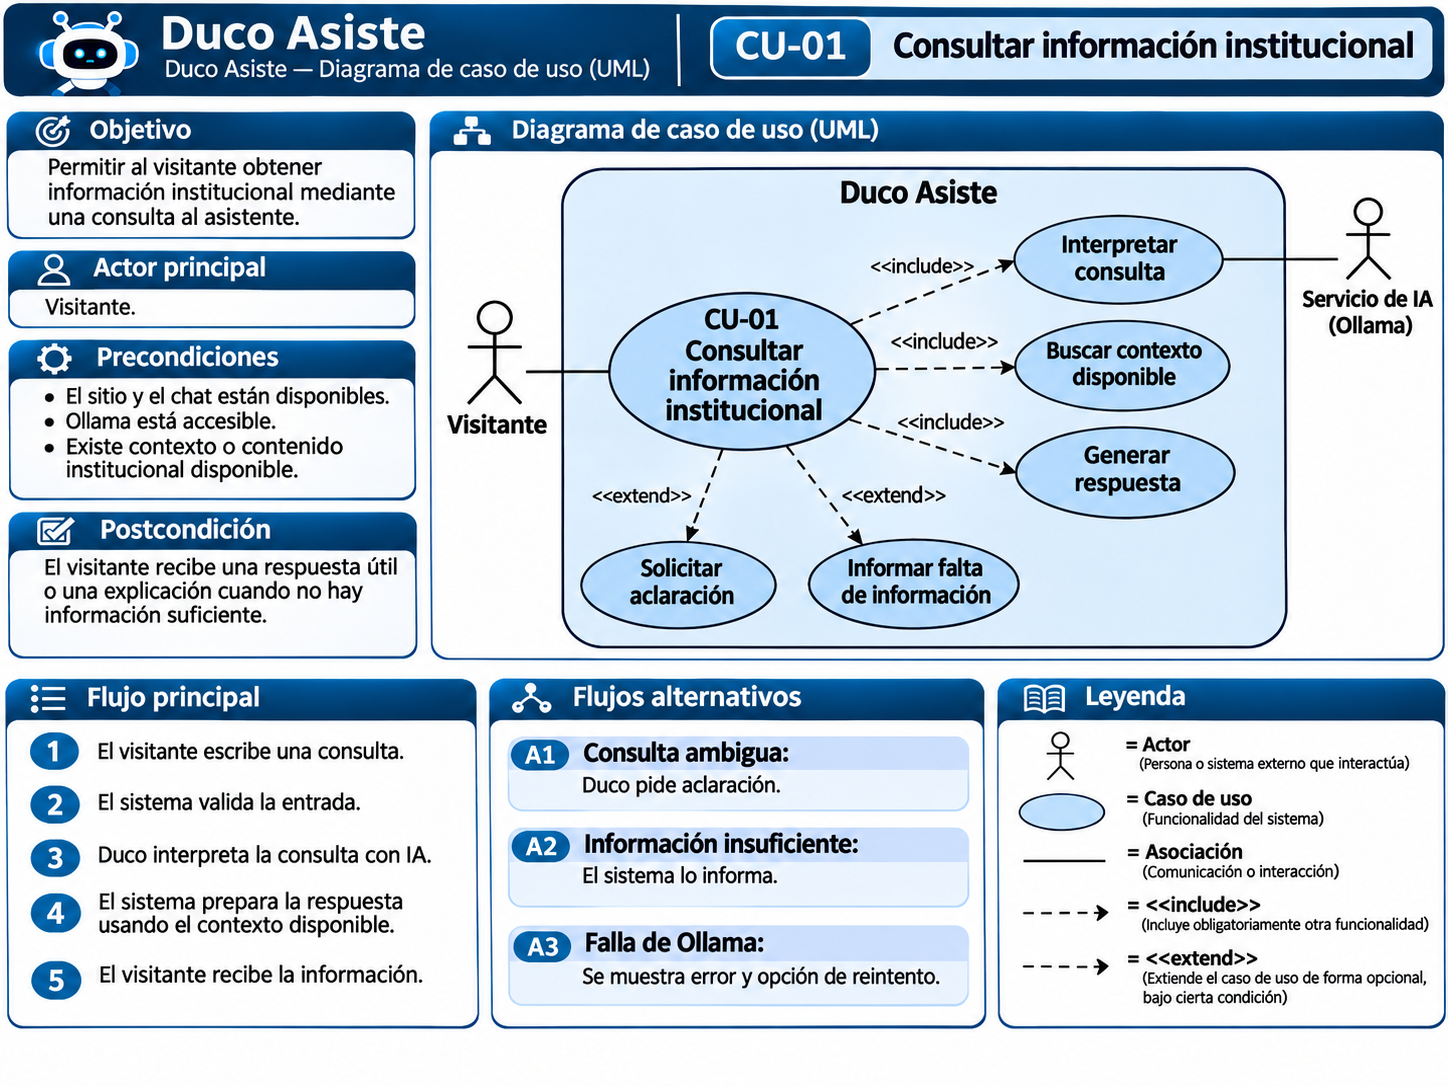 Duco Asiste
Duco Asiste — Diagrama de caso de uso (UML)
CU-01
Consultar información institucional
Objetivo
Permitir al visitante obtener
información institucional mediante
una consulta al asistente.
Actor principal
Visitante.
Precondiciones
• El sitio y el chat están disponibles.
• Ollama está accesible.
• Existe contexto o contenido
institucional disponible.
Postcondición
El visitante recibe una respuesta útil
o una explicación cuando no hay
información suficiente.
Diagrama de caso de uso (UML)
Duco Asiste
Visitante
CU-01
Consultar
información
institucional
<<include>>
Interpretar
consulta
Servicio de IA
(Ollama)
<<include>>
Buscar contexto
disponible
<<include>>
Generar
respuesta
<<extend>>
<<extend>>
Solicitar
aclaración
Informar falta
de información
Flujo principal
1 El visitante escribe una consulta.
2 El sistema valida la entrada.
3 Duco interpreta la consulta con IA.
4 El sistema prepara la respuesta
usando el contexto disponible.
5 El visitante recibe la información.
Flujos alternativos
A1 Consulta ambigua:
Duco pide aclaración.
A2 Información insuficiente:
El sistema lo informa.
A3 Falla de Ollama:
Se muestra error y opción de reintento.
Leyenda
= Actor
(Persona o sistema externo que interactúa)
= Caso de uso
(Funcionalidad del sistema)
= Asociación
(Comunicación o interacción)
= <<include>>
(Incluye obligatoriamente otra funcionalidad)
= <<extend>>
(Extiende el caso de uso de forma opcional,
bajo cierta condición)